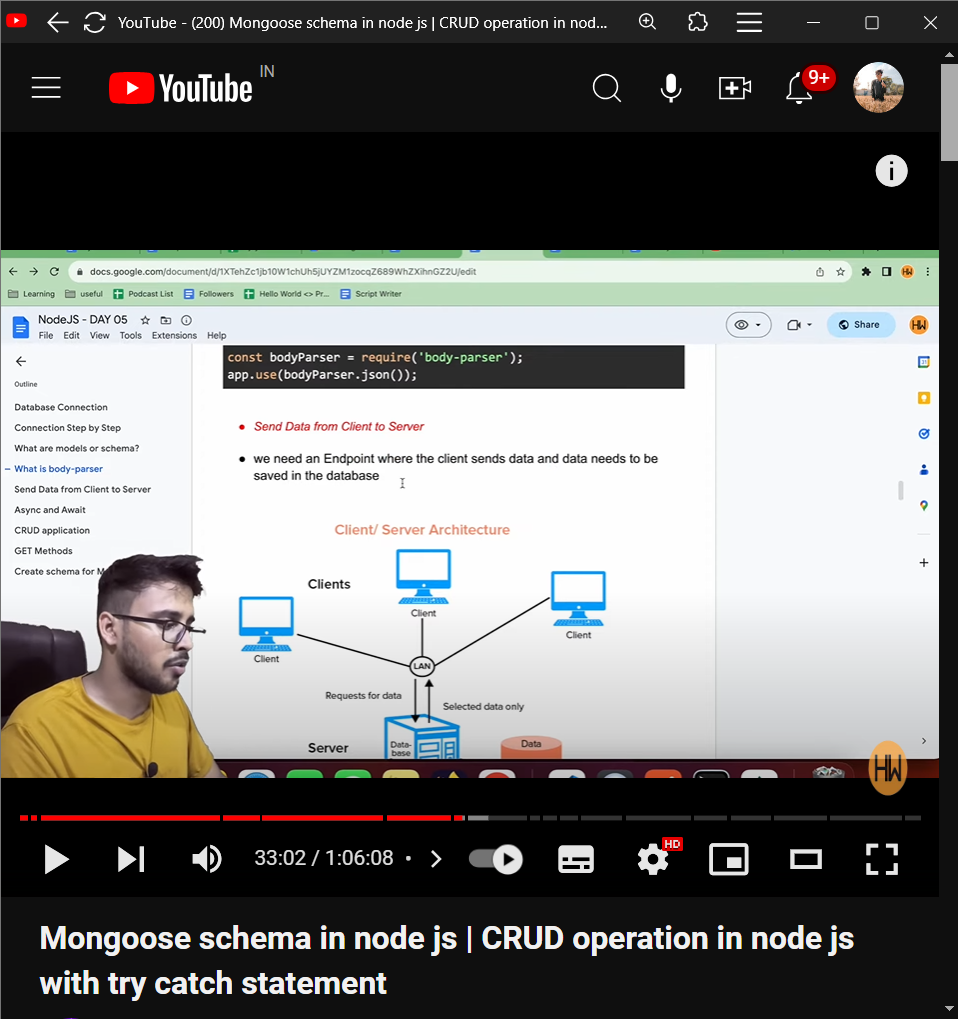 YouTube - (200) Mongoose schema in node js | CRUD operation in nod...
YouTube IN
9+
docs.google.com/document/d/1XTehZc1jb10W1chUh5jUYZM1zocqZ689WhZXihnGZ2U/edit
Learning useful Podcast List Followers Hello World <> Pr... Script Writer
NodeJS - DAY 05
File Edit View Tools Extensions Help
Share
HW
Outline
Database Connection
Connection Step by Step
What are models or schema?
What is body-parser
Send Data from Client to Server
Async and Await
CRUD application
GET Methods
Create schema for M
const bodyParser = require('body-parser');
app.use(bodyParser.json());
Send Data from Client to Server
we need an Endpoint where the client sends data and data needs to be
saved in the database
Client/ Server Architecture
Clients
Client
Client
Client
LAN
Requests for data
Selected data only
Server
Data-
base
Data
HW
33:02 / 1:06:08 •
HD
Mongoose schema in node js | CRUD operation in node js
with try catch statement